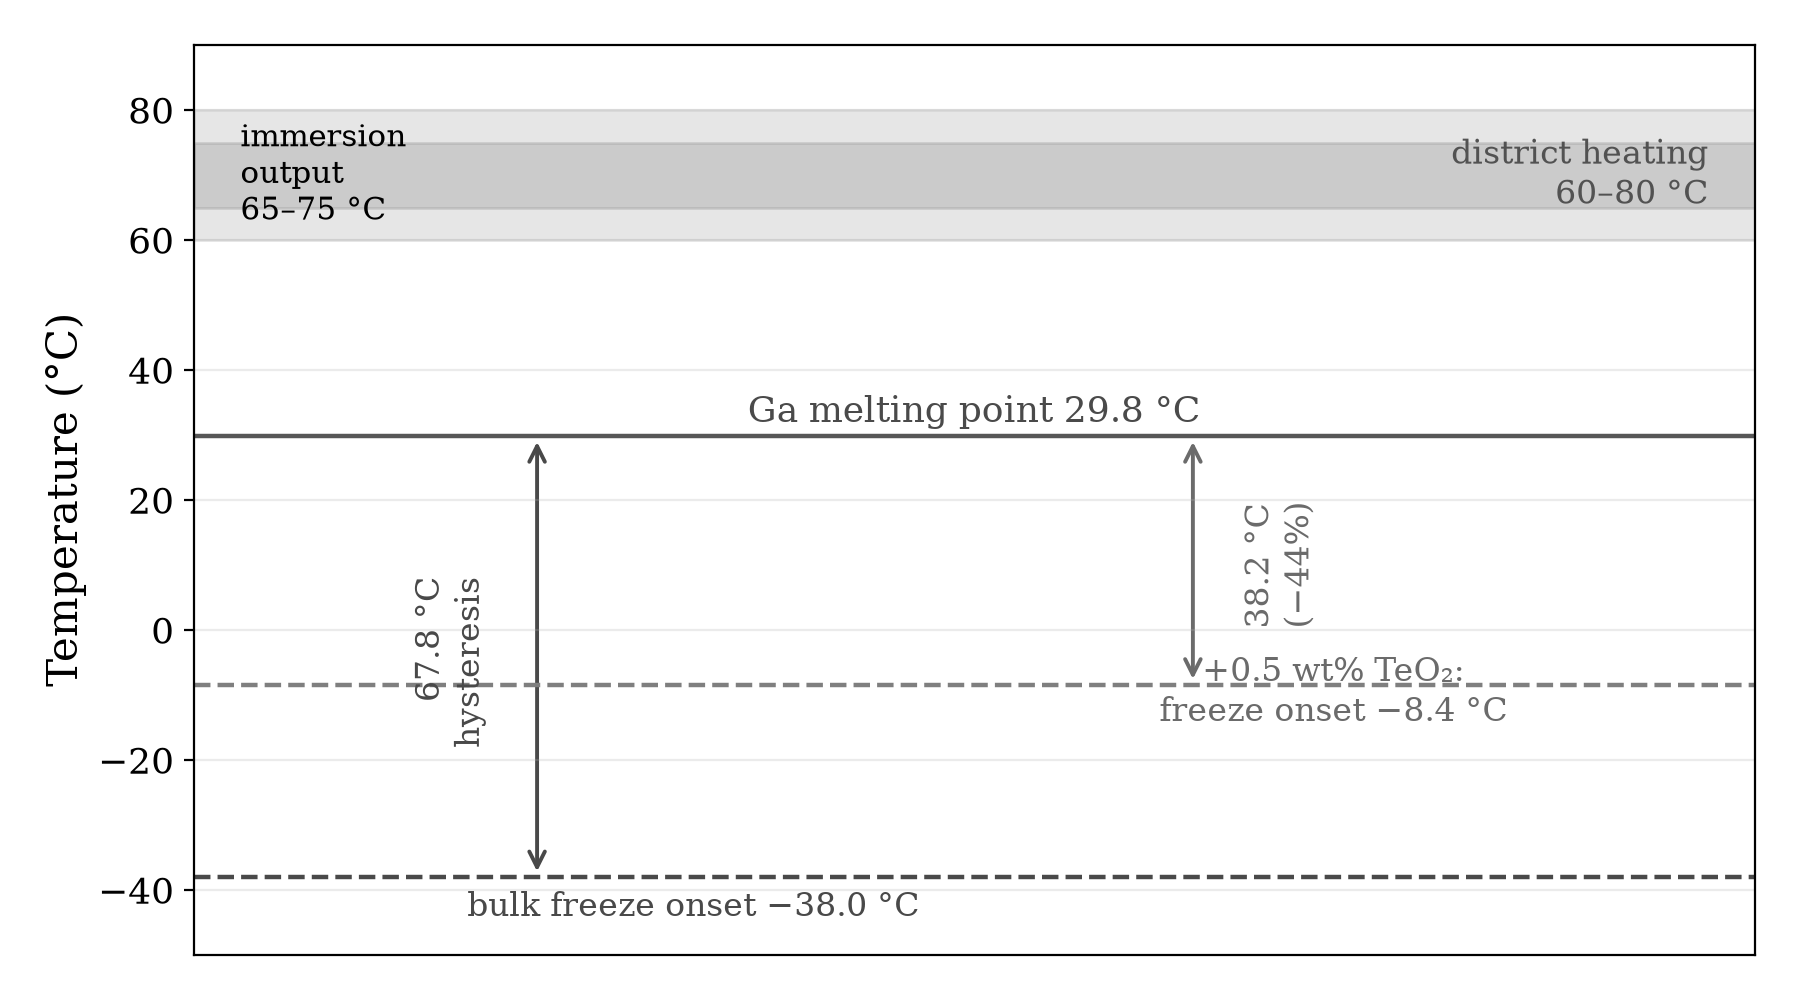 Temperature (°C)
80
60
40
20
0
−20
−40
immersion
output
65–75 °C
district heating
60–80 °C
Ga melting point 29.8 °C
67.8 °C
hysteresis
38.2 °C
(−44%)
+0.5 wt% TeO₂:
freeze onset −8.4 °C
bulk freeze onset −38.0 °C